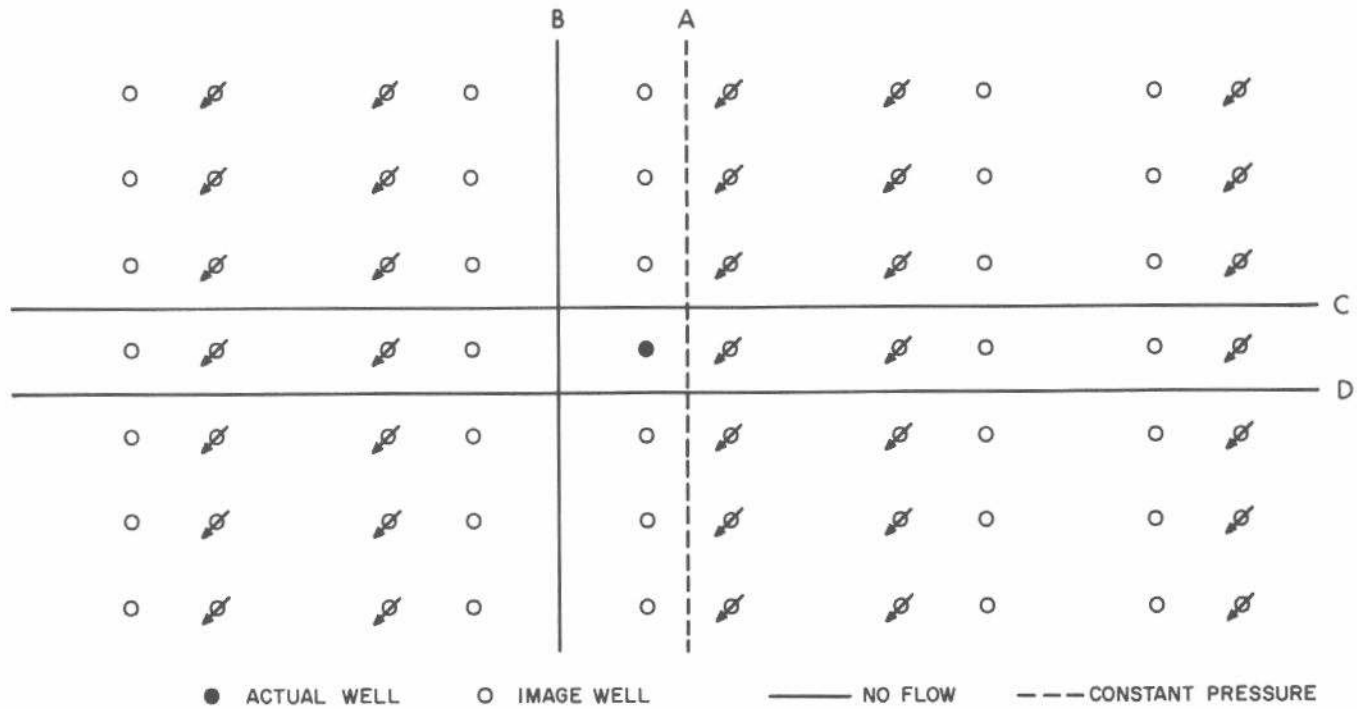 B
A
C
D
ACTUAL WELL
IMAGE WELL
NO FLOW
CONSTANT PRESSURE